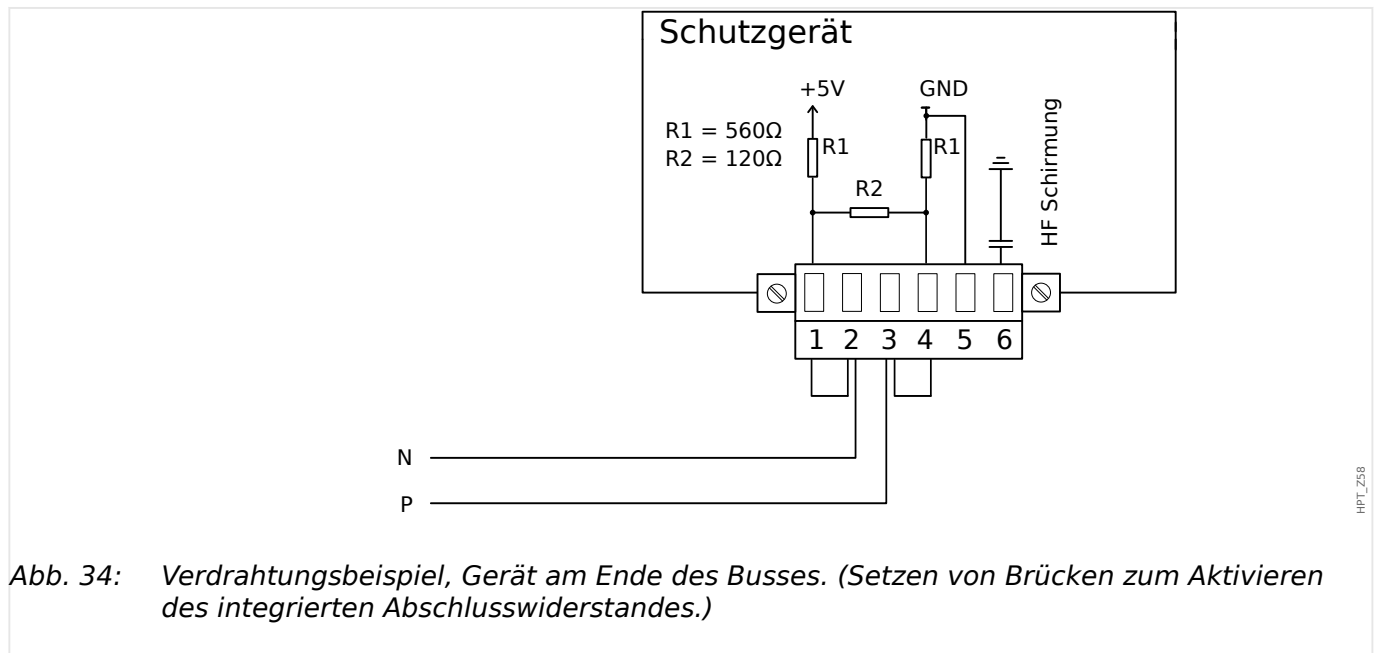 Schutzgerät
+5V
GND
R1 = 560Ω
R2 = 120Ω
R1
R1
R2
HF Schirmung
1 2 3 4 5 6
N
P
HPT_Z58
Abb. 34: Verdrahtungsbeispiel, Gerät am Ende des Busses. (Setzen von Brücken zum Aktivieren
des integrierten Abschlusswiderstandes.)